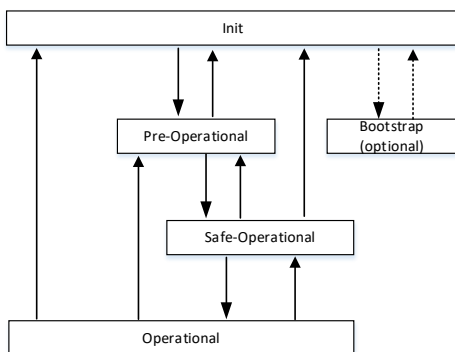 Init
Pre-Operational
Bootstrap
(optional)
Safe-Operational
Operational